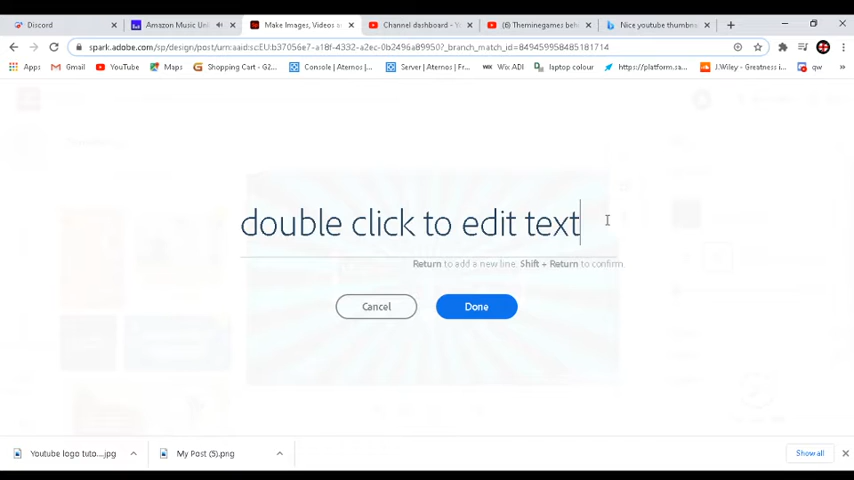 Discord
Amazon Music Un
Make Images, Videos a
Channel dashboard - Y
(6) Theminegames beh
Nice youtube thumbn
spark.adobe.com/sp/design/post/urn:aaid:sc:EU:b37056e7-a18f-4332-a2ec-0b2496a89950?_branch_match_id=849459958485181714
Apps
Gmail
YouTube
Maps
Shopping Cart - G2...
Console | Aternos |...
Server | Aternos | Fr...
WiX Wix ADI
laptop colour
https://platform.sa...
J.Wiley - Greatness i...
qw
double click to edit text
Return to add a new line. Shift + Return to confirm.
Cancel
Done
Youtube logo tuto....jpg
My Post (5).png
Show all